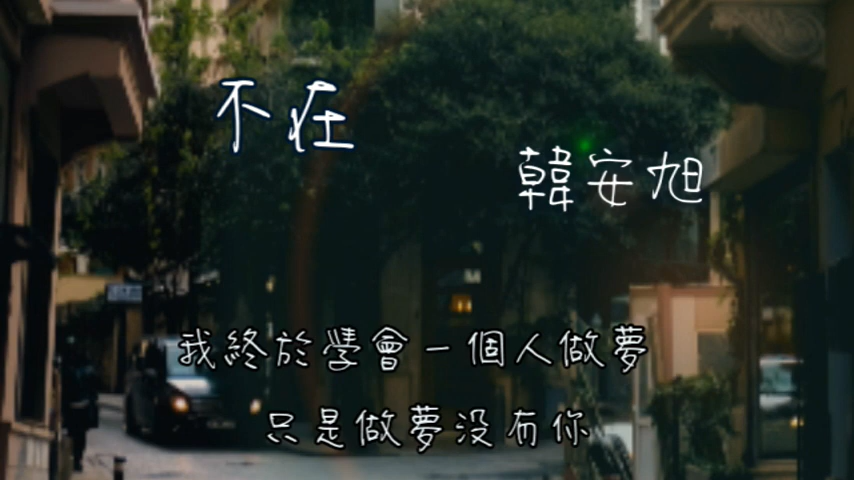 不在
韓安旭
我終於學會一個人做夢
只是做夢沒有你